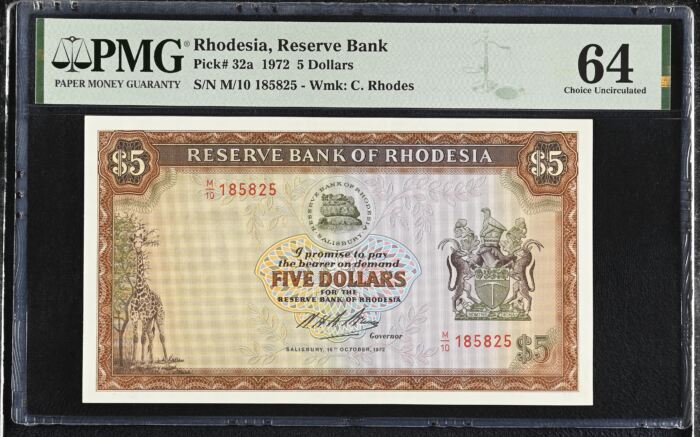 PMG®
PAPER MONEY GUARANTY
Rhodesia, Reserve Bank
Pick# 32a 1972 5 Dollars
S/N M/10 185825 - Wmk: C. Rhodes
64
Choice Uncirculated
$5
RESERVE BANK OF RHODESIA
$5
M/10 185825
RESERVE BANK OF RHODESIA
SALISBURY
I promise to pay
the bearer on demand
FIVE DOLLARS
FOR THE
RESERVE BANK OF RHODESIA
Governor
M/10 185825
$5
SALISBURY, 16TH OCTOBER, 1972